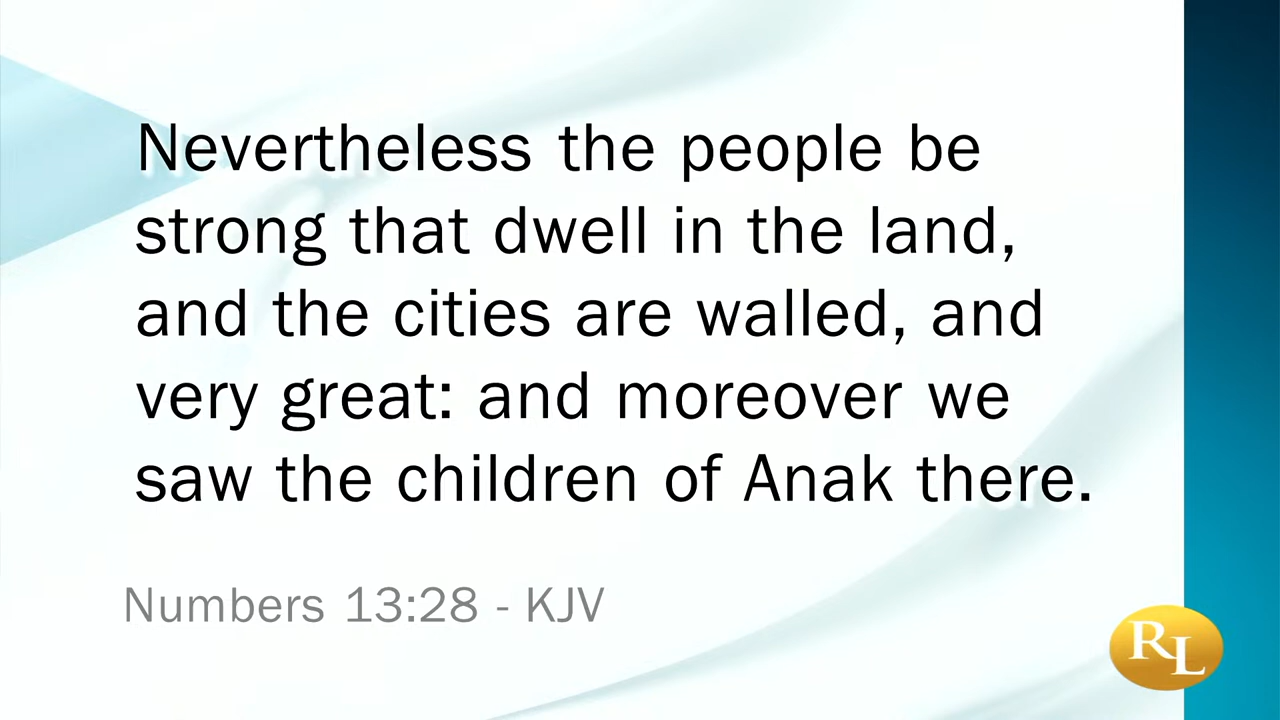 Nevertheless the people be
strong that dwell in the land,
and the cities are walled, and
very great: and moreover we
saw the children of Anak there.
Numbers 13:28 - KJV
RL